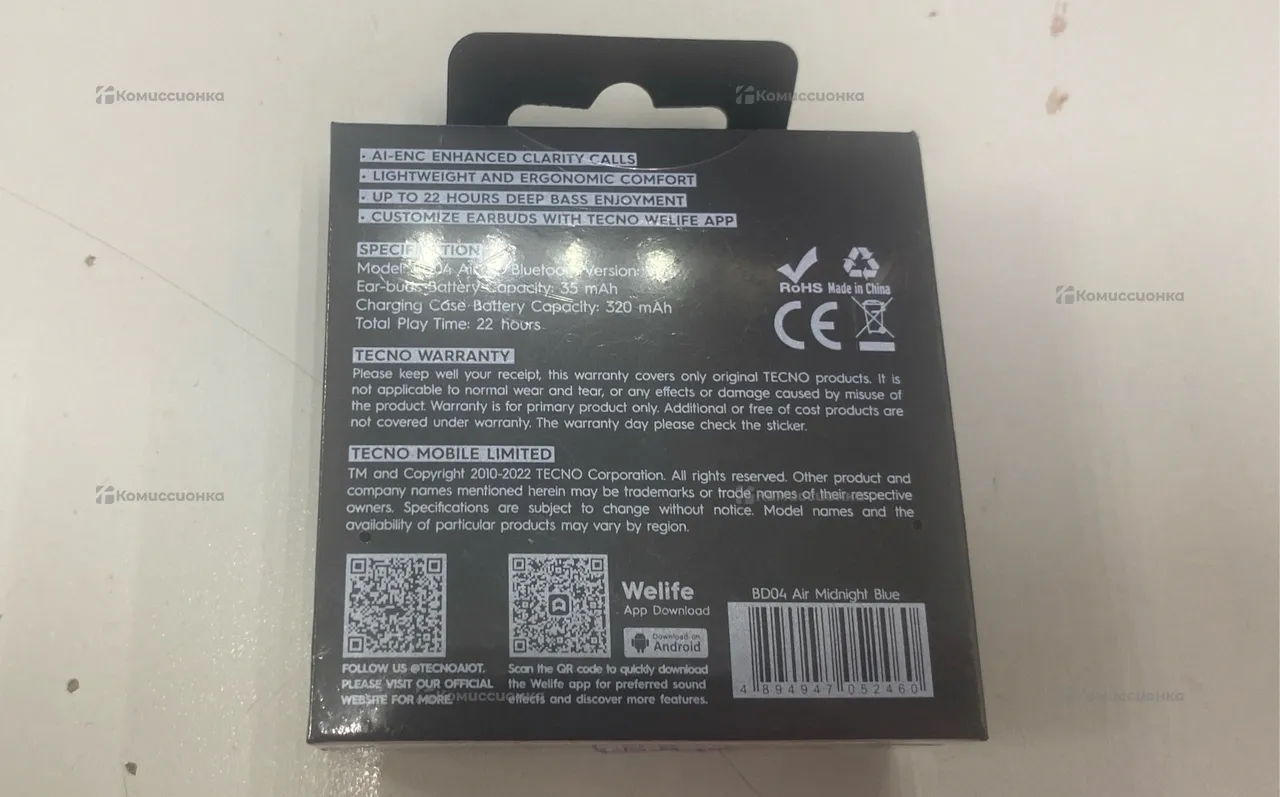 Комиссионка
Комиссионка
• AI-ENC ENHANCED CLARITY CALLS
• LIGHTWEIGHT AND ERGONOMIC COMFORT
• UP TO 22 HOURS DEEP BASS ENJOYMENT
• CUSTOMIZE EARBUDS WITH TECNO WELIFE APP
Bluetooth Version:
Ear-buds Battery Capacity: 35 mAh
Charging Case Battery Capacity: 320 mAh
Total Play Time: 22 hours
RoHS Made in China
CE
Комиссионка
TECNO WARRANTY
Please keep well your receipt, this warranty covers only original TECNO products. It is
not applicable to normal wear and tear, or any effects or damage caused by misuse of
the product. Warranty is for primary product only. Additional or free of cost products are
not covered under warranty. The warranty day please check the sticker.
TECNO MOBILE LIMITED
TM and Copyright 2010-2022 TECNO Corporation. All rights reserved. Other product and
company names mentioned herein may be trademarks or trade names of their respective
owners. Specifications are subject to change without notice. Model names and the
availability of particular products may vary by region.
Комиссионка
Комиссионка
Welife
App Download
Download on
Android
BD04 Air Midnight Blue
4 894947 052460
FOLLOW US @TECNOAIOT.
PLEASE VISIT OUR OFFICIAL
WEBSITE FOR MORE.
Scan the QR code to quickly download
the Welife app for preferred sound
effects and discover more features.
Комиссионка
Комиссионка